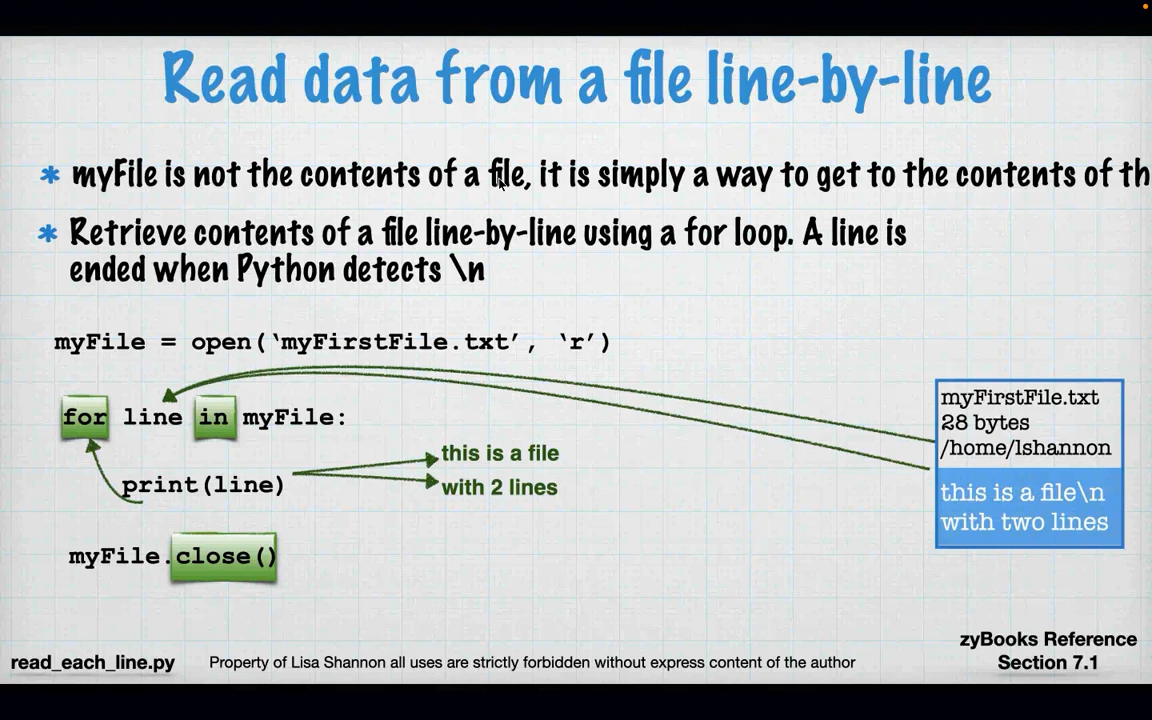 Read data from a file line-by-line
* myFile is not the contents of a file, it is simply a way to get to the contents of th
* Retrieve contents of a file line-by-line using a for loop. A line is
ended when Python detects \n
myFile = open(‘myFirstFile.txt’, ‘r’)
for line in myFile:
print(line)
this is a file
with 2 lines
myFile.close()
myFirstFile.txt
28 bytes
/home/lshannon
this is a file\n
with two lines
read_each_line.py
Property of Lisa Shannon all uses are strictly forbidden without express content of the author
zyBooks Reference
Section 7.1